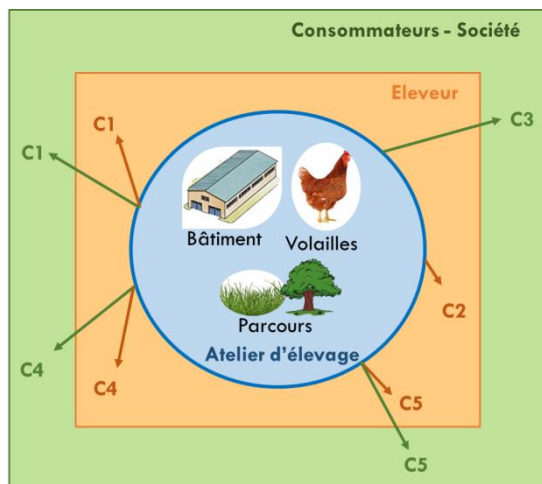 Consommateurs - Société
Eleveur
C1
C3
C1
Bâtiment
Volailles
C2
Parcours
Atelier d'élevage
C4
C4
C5
C5